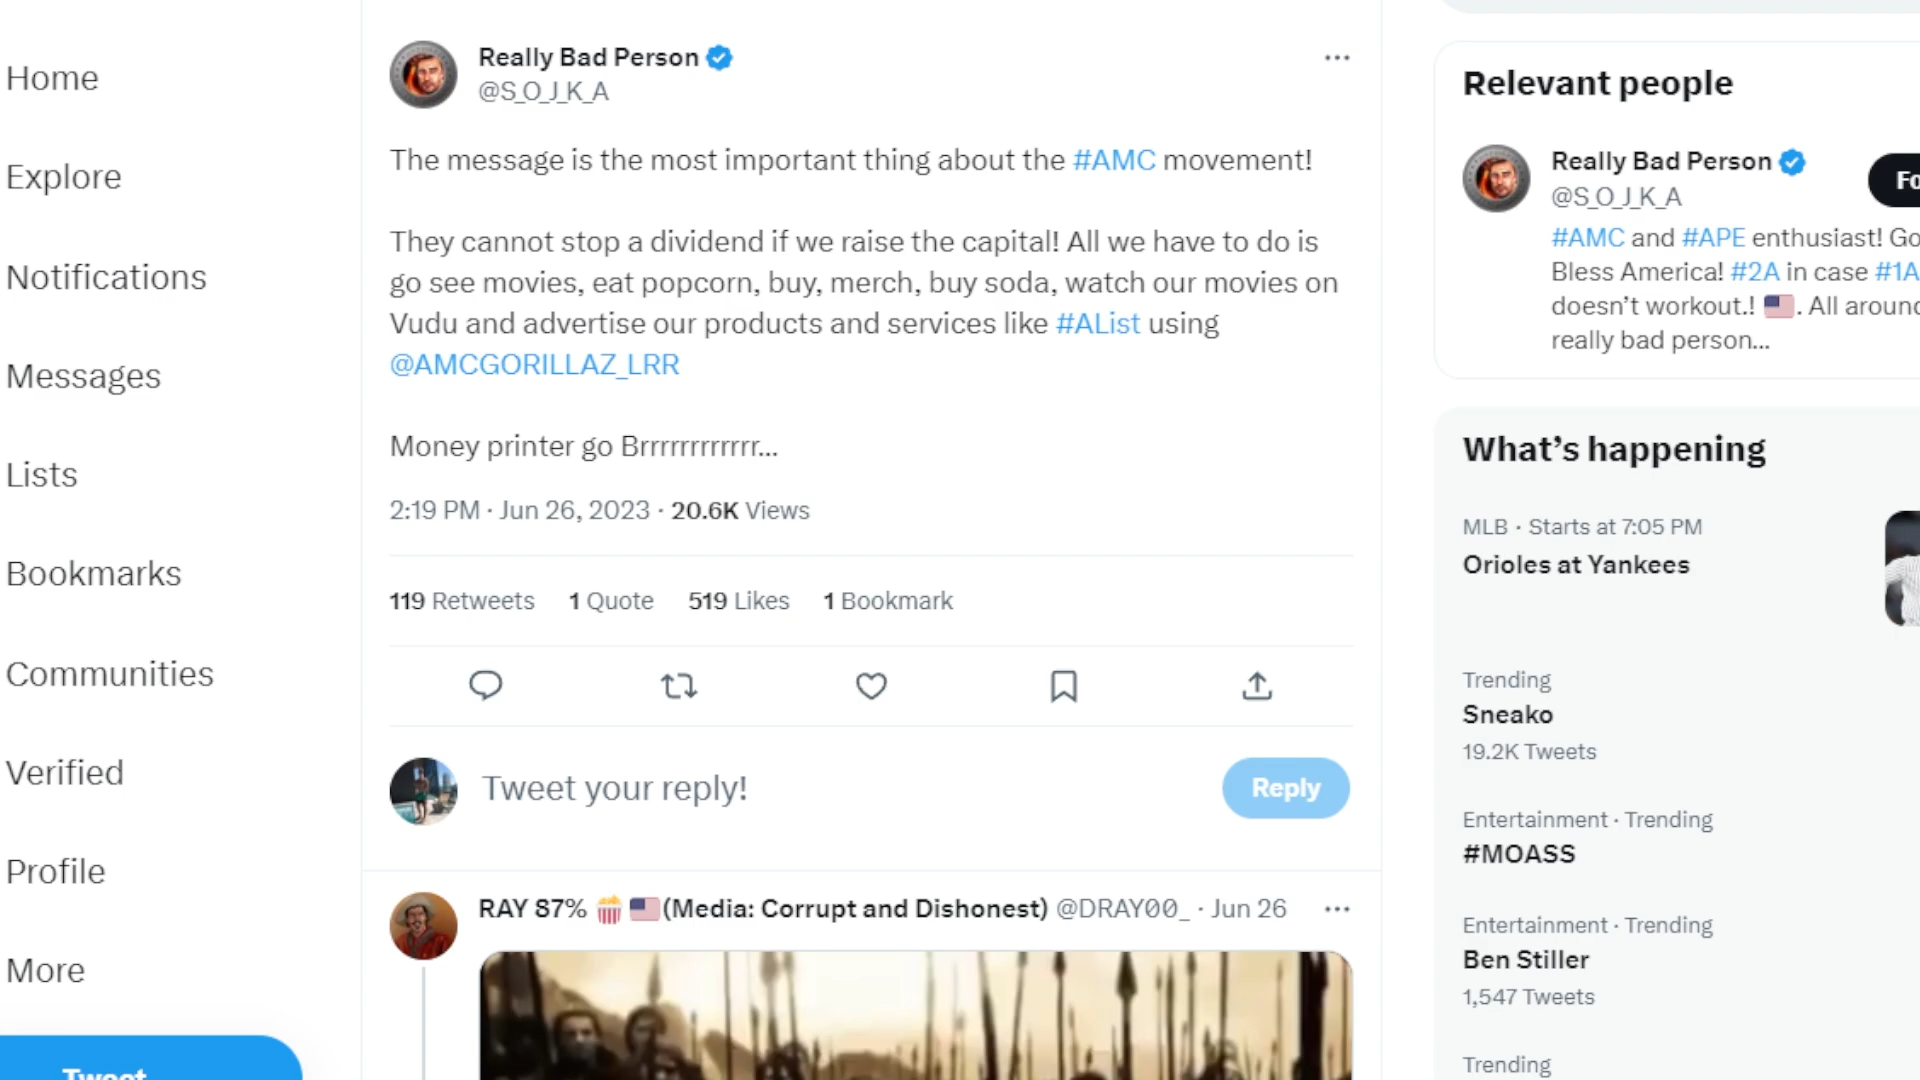 Home
Explore
Notifications
Messages
Lists
Bookmarks
Communities
Verified
Profile
More
Tweet
Really Bad Person
@S_O_J_K_A
The message is the most important thing about the #AMC movement!
They cannot stop a dividend if we raise the capital! All we have to do is
go see movies, eat popcorn, buy, merch, buy soda, watch our movies on
Vudu and advertise our products and services like #AList using
@AMCGORILLAZ_LRR
Money printer go Brrrrrrrrrrrr...
2:19 PM · Jun 26, 2023 · 20.6K Views
119 Retweets 1 Quote 519 Likes 1 Bookmark
Tweet your reply!
Reply
RAY 87% 🍿 🇺🇸(Media: Corrupt and Dishonest) @DRAY00_ · Jun 26
Relevant people
Really Bad Person
@S_O_J_K_A
Fo
#AMC and #APE enthusiast! Go
Bless America! #2A in case #1A
doesn't workout.! 🇺🇸. All around
really bad person...
What's happening
MLB · Starts at 7:05 PM
Orioles at Yankees
Trending
Sneako
19.2K Tweets
Entertainment · Trending
#MOASS
Entertainment · Trending
Ben Stiller
1,547 Tweets
Trending